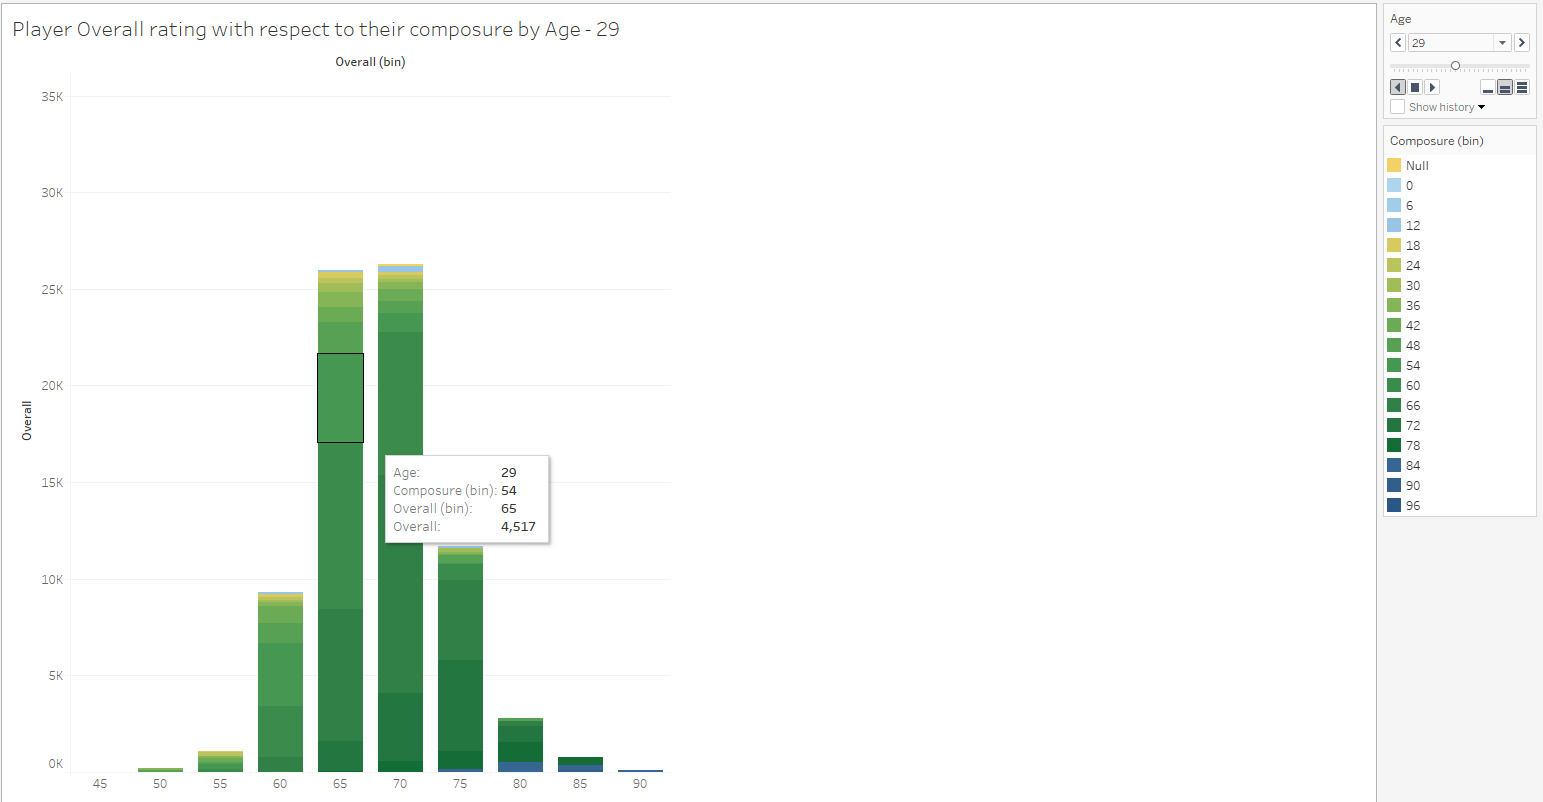 Player Overall rating with respect to their composure by Age - 29
Overall (bin)
35K
30K
25K
20K
15K
10K
5K
0K
Overall
45 50 55 60 65 70 75 80 85 90
Age: 29
Composure (bin): 54
Overall (bin): 65
Overall: 4,517
Age
29
Show history
Composure (bin)
Null
0
6
12
18
24
30
36
42
48
54
60
66
72
78
84
90
96